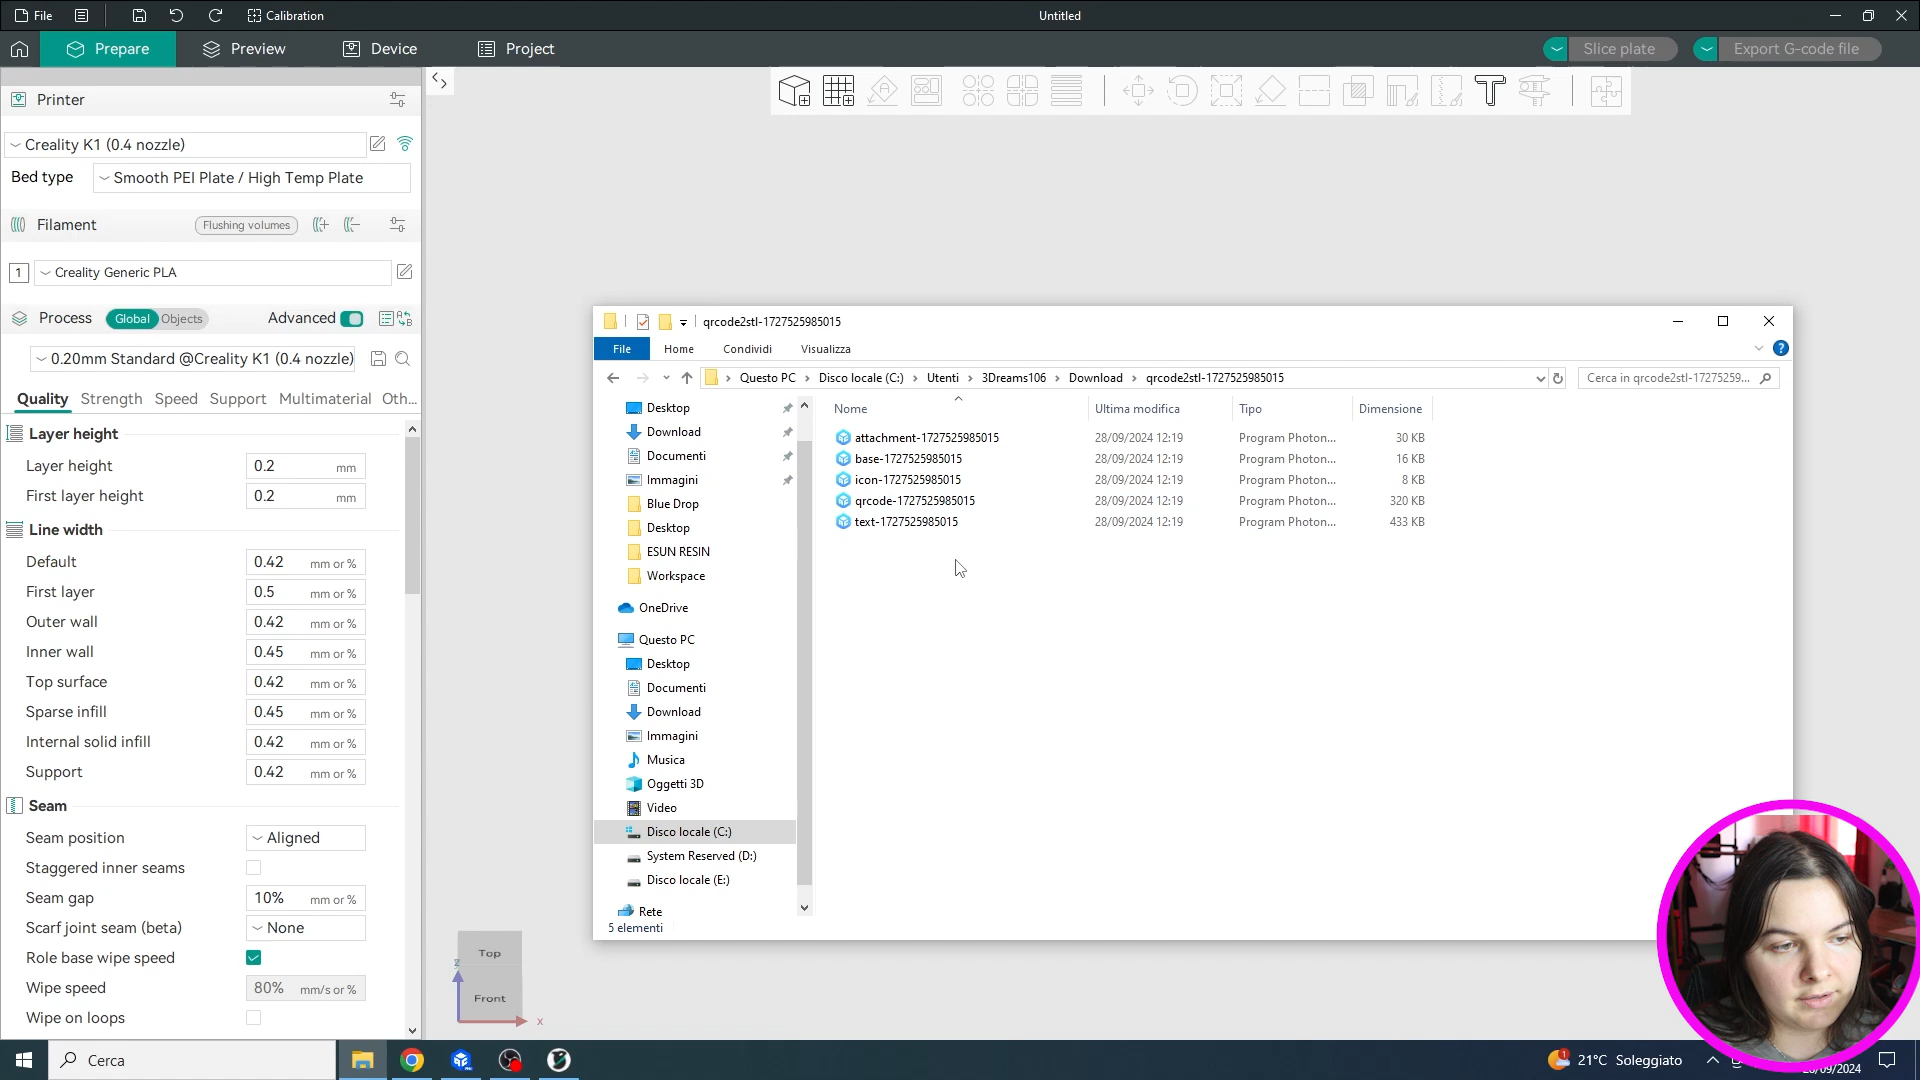 File
Calibration
Untitled
Prepare
Preview
Device
Project
Slice plate
Export G-code file
Printer
Creality K1 (0.4 nozzle)
Bed type
Smooth PEI Plate / High Temp Plate
Filament
Flushing volumes
1
Creality Generic PLA
Process
Global
Objects
Advanced
0.20mm Standard @Creality K1 (0.4 nozzle)
Quality
Strength
Speed
Support
Multimaterial
Oth...
Layer height
Layer height
0.2 mm
First layer height
0.2 mm
Line width
Default
0.42 mm or %
First layer
0.5 mm or %
Outer wall
0.42 mm or %
Inner wall
0.45 mm or %
Top surface
0.42 mm or %
Sparse infill
0.45 mm or %
Internal solid infill
0.42 mm or %
Support
0.42 mm or %
Seam
Seam position
Aligned
Staggered inner seams
Seam gap
10% mm or %
Scarf joint seam (beta)
None
Role base wipe speed
Wipe speed
80% mm/s or %
Wipe on loops
qrcode2stl-1727525985015
File
Home
Condividi
Visualizza
Questo PC
Disco locale (C:)
Utenti
3Dreams106
Download
qrcode2stl-1727525985015
Cerca in qrcode2stl-17275259...
Desktop
Download
Documenti
Immagini
Blue Drop
Desktop
ESUN RESIN
Workspace
OneDrive
Questo PC
Desktop
Documenti
Download
Immagini
Musica
Oggetti 3D
Video
Disco locale (C:)
System Reserved (D:)
Disco locale (E:)
Rete
5 elementi
Nome Ultima modifica Tipo Dimensione
attachment-1727525985015 28/09/2024 12:19 Program Photon... 30 KB
base-1727525985015 28/09/2024 12:19 Program Photon... 16 KB
icon-1727525985015 28/09/2024 12:19 Program Photon... 8 KB
qrcode-1727525985015 28/09/2024 12:19 Program Photon... 320 KB
text-1727525985015 28/09/2024 12:19 Program Photon... 433 KB
Top
Front
z
x
Cerca
1
21°C Soleggiato
28/09/2024